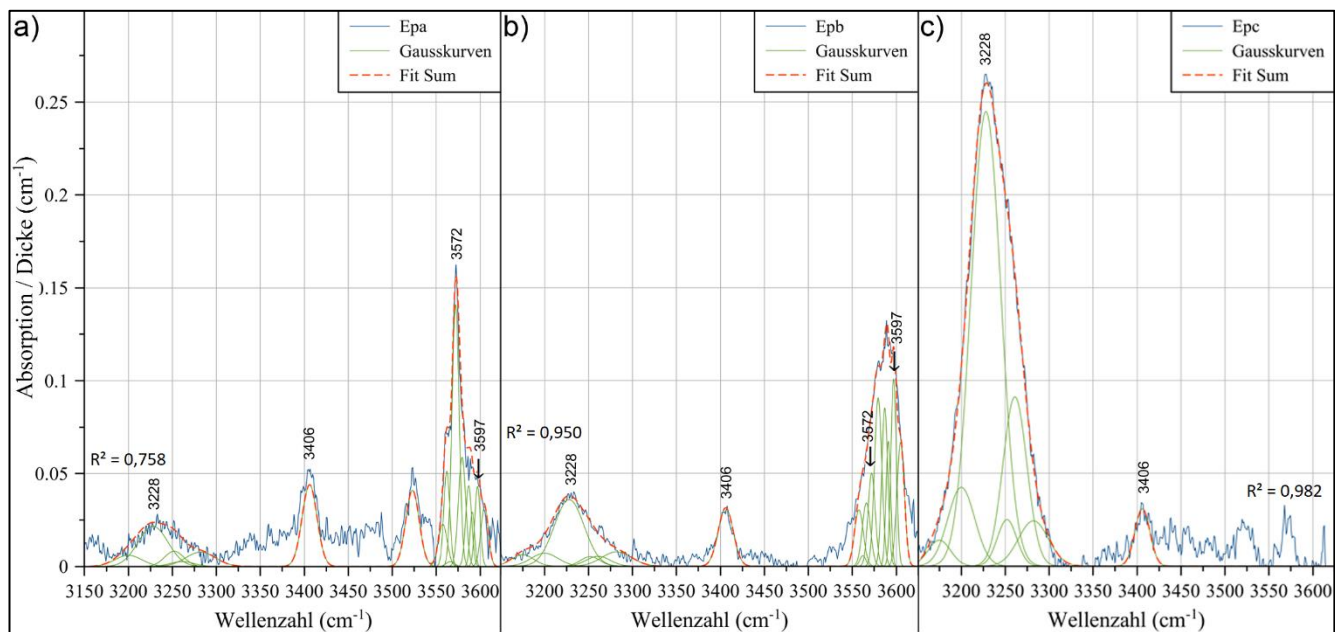 a)
Epa
Gausskurven
Fit Sum
b)
Epb
Gausskurven
Fit Sum
c)
Epc
Gausskurven
Fit Sum
Absorption / Dicke (cm⁻¹)
0.25
0.2
0.15
0.1
0.05
0
R² = 0,758
3228
3406
3572
3597
R² = 0,950
3228
3406
3572
3597
3228
3406
R² = 0,982
3150 3200 3250 3300 3350 3400 3450 3500 3550 3600
3200 3250 3300 3350 3400 3450 3500 3550 3600
3200 3250 3300 3350 3400 3450 3500 3550 3600
Wellenzahl (cm⁻¹)
Wellenzahl (cm⁻¹)
Wellenzahl (cm⁻¹)